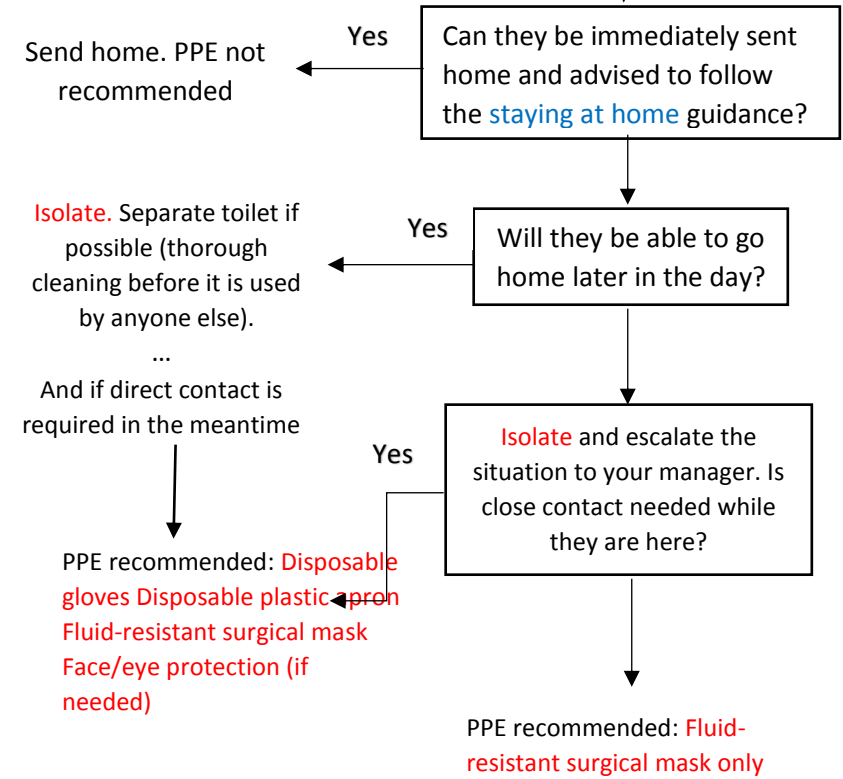 Yes
Can they be immediately sent
home and advised to follow
the staying at home guidance?
Send home. PPE not
recommended
Yes
Will they be able to go
home later in the day?
Isolate. Separate toilet if
possible (thorough
cleaning before it is used
by anyone else).
...
And if direct contact is
required in the meantime
Yes
Isolate and escalate the
situation to your manager. Is
close contact needed while
they are here?
PPE recommended: Disposable
gloves Disposable plastic apron
Fluid-resistant surgical mask
Face/eye protection (if
needed)
PPE recommended: Fluid-
resistant surgical mask only